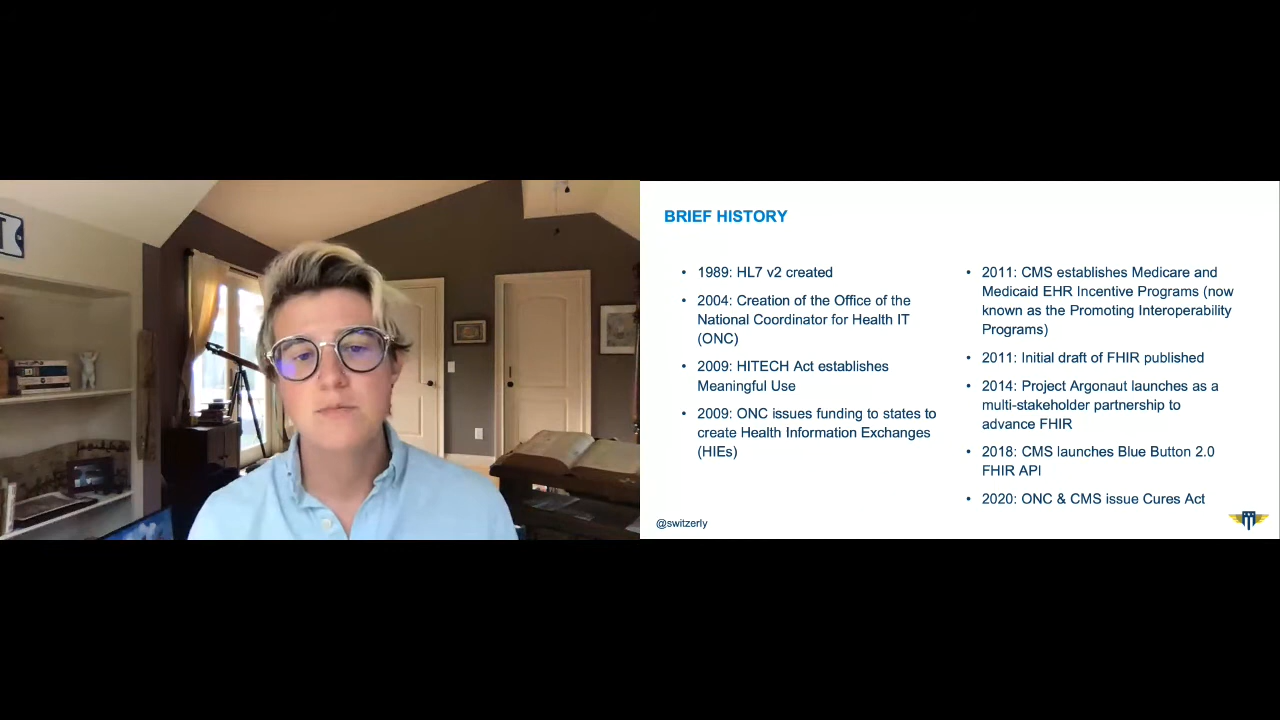 BRIEF HISTORY
• 1989: HL7 v2 created
• 2004: Creation of the Office of the
National Coordinator for Health IT
(ONC)
• 2009: HITECH Act establishes
Meaningful Use
• 2009: ONC issues funding to states to
create Health Information Exchanges
(HIEs)
• 2011: CMS establishes Medicare and
Medicaid EHR Incentive Programs (now
known as the Promoting Interoperability
Programs)
• 2011: Initial draft of FHIR published
• 2014: Project Argonaut launches as a
multi-stakeholder partnership to
advance FHIR
• 2018: CMS launches Blue Button 2.0
FHIR API
• 2020: ONC & CMS issue Cures Act
@switzerly